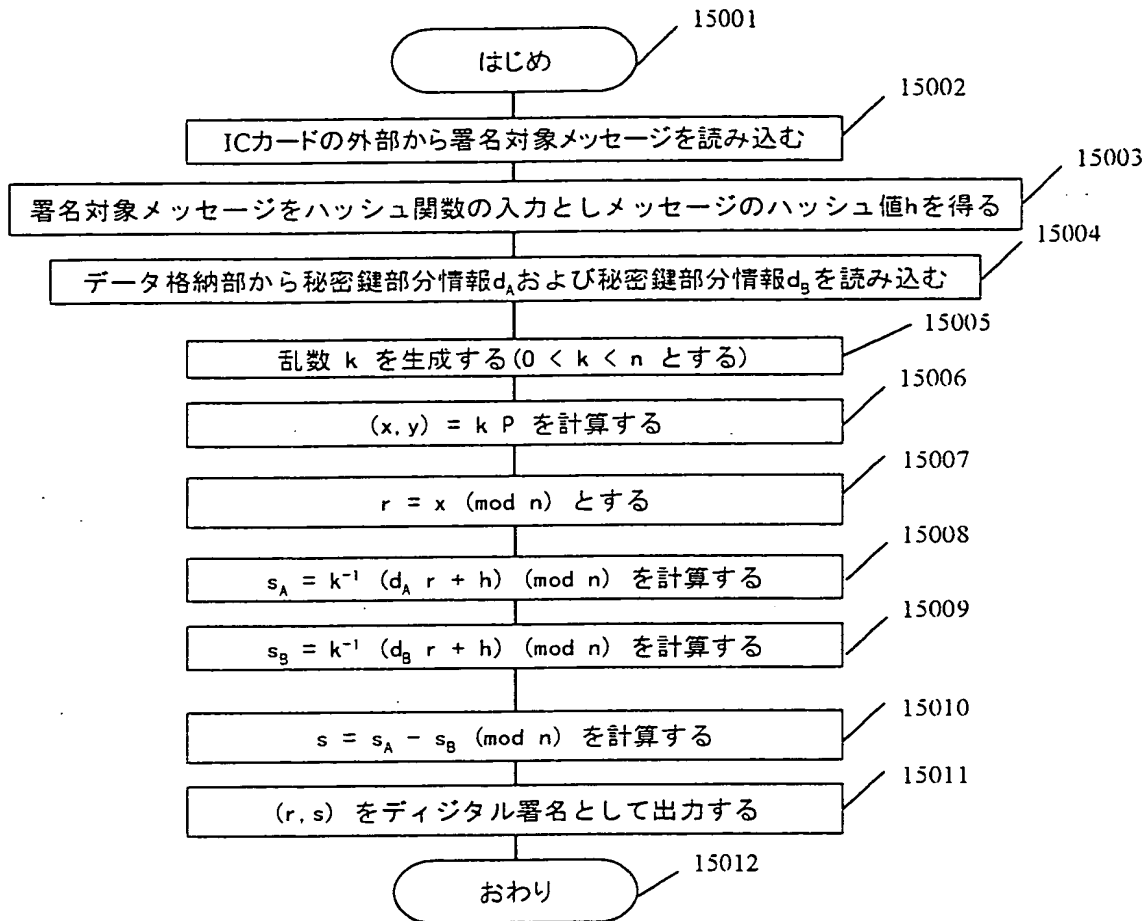 15001
はじめ
15002
ICカードの外部から署名対象メッセージを読み込む
15003
署名対象メッセージをハッシュ関数の入力としメッセージのハッシュ値hを得る
15004
データ格納部から秘密鍵部分情報d_Aおよび秘密鍵部分情報d_Bを読み込む
15005
乱数 k を生成する(0 < k < n とする)
15006
(x,y) = k P を計算する
15007
r = x (mod n) とする
15008
s_A = k⁻¹ (d_A r + h) (mod n) を計算する
15009
s_B = k⁻¹ (d_B r + h) (mod n) を計算する
15010
s = s_A - s_B (mod n) を計算する
15011
(r,s) をディジタル署名として出力する
15012
おわり